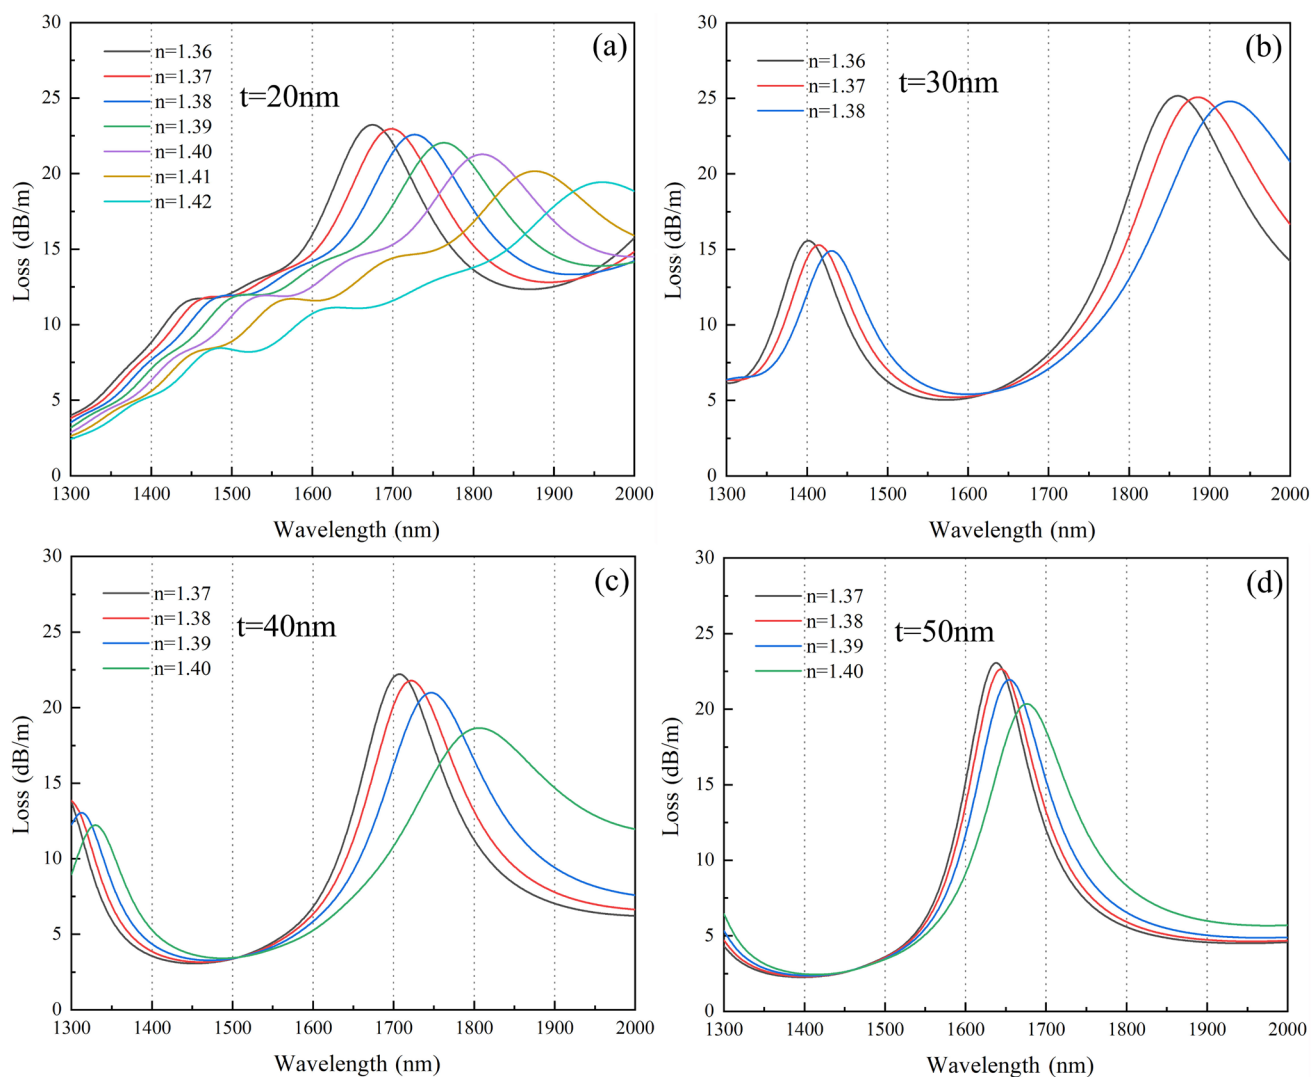 (a)
t=20nm
n=1.36
n=1.37
n=1.38
n=1.39
n=1.40
n=1.41
n=1.42
Loss (dB/m)
30
25
20
15
10
5
0
1300 1400 1500 1600 1700 1800 1900 2000
Wavelength (nm)
(b)
t=30nm
n=1.36
n=1.37
n=1.38
Loss (dB/m)
30
25
20
15
10
5
0
1300 1400 1500 1600 1700 1800 1900 2000
Wavelength (nm)
(c)
t=40nm
n=1.37
n=1.38
n=1.39
n=1.40
Loss (dB/m)
30
25
20
15
10
5
0
1300 1400 1500 1600 1700 1800 1900 2000
Wavelength (nm)
(d)
t=50nm
n=1.37
n=1.38
n=1.39
n=1.40
Loss (dB/m)
30
25
20
15
10
5
0
1300 1400 1500 1600 1700 1800 1900 2000
Wavelength (nm)